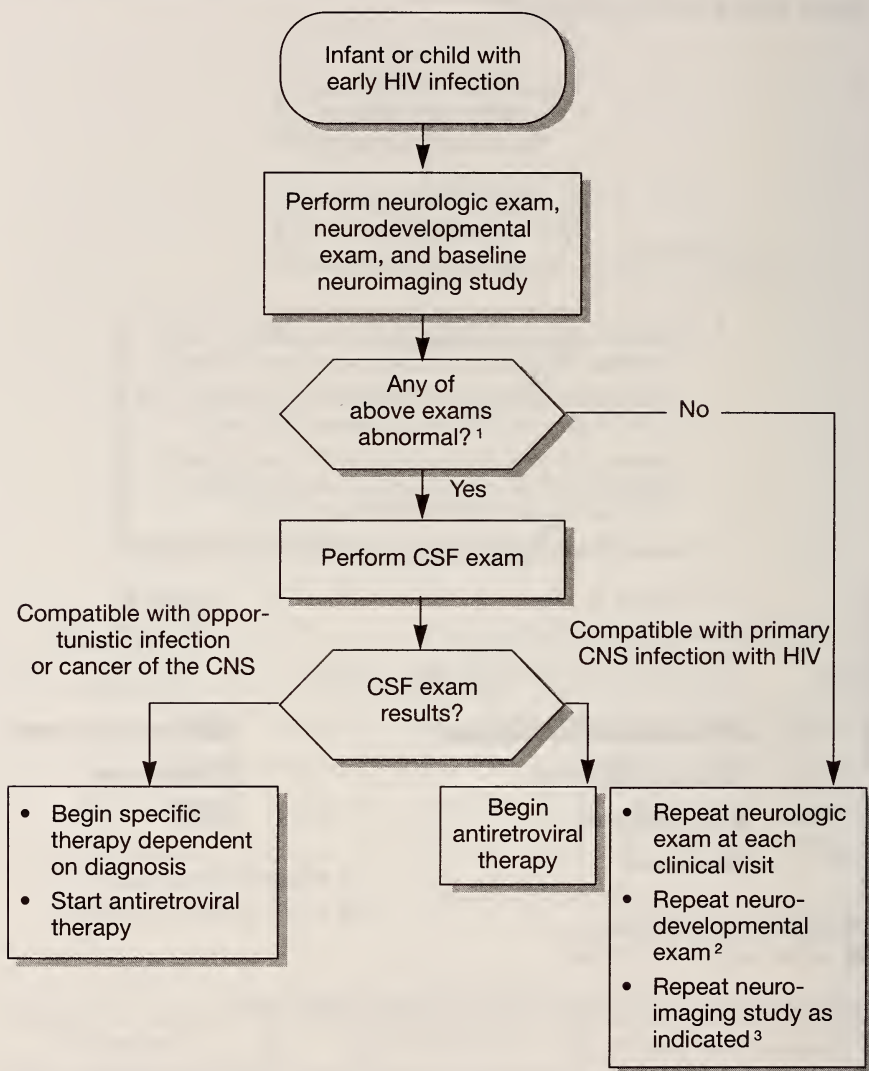 Infant or child with
early HIV infection
Perform neurologic exam,
neurodevelopmental
exam, and baseline
neuroimaging study
Any of
above exams
abnormal? ¹
No
Yes
Perform CSF exam
Compatible with oppor-
tunistic infection
or cancer of the CNS
Compatible with primary
CNS infection with HIV
CSF exam
results?
• Begin specific
therapy dependent
on diagnosis
• Start antiretroviral
therapy
Begin
antiretroviral
therapy
• Repeat neurologic
exam at each
clinical visit
• Repeat neuro-
developmental
exam ²
• Repeat neuro-
imaging study as
indicated ³